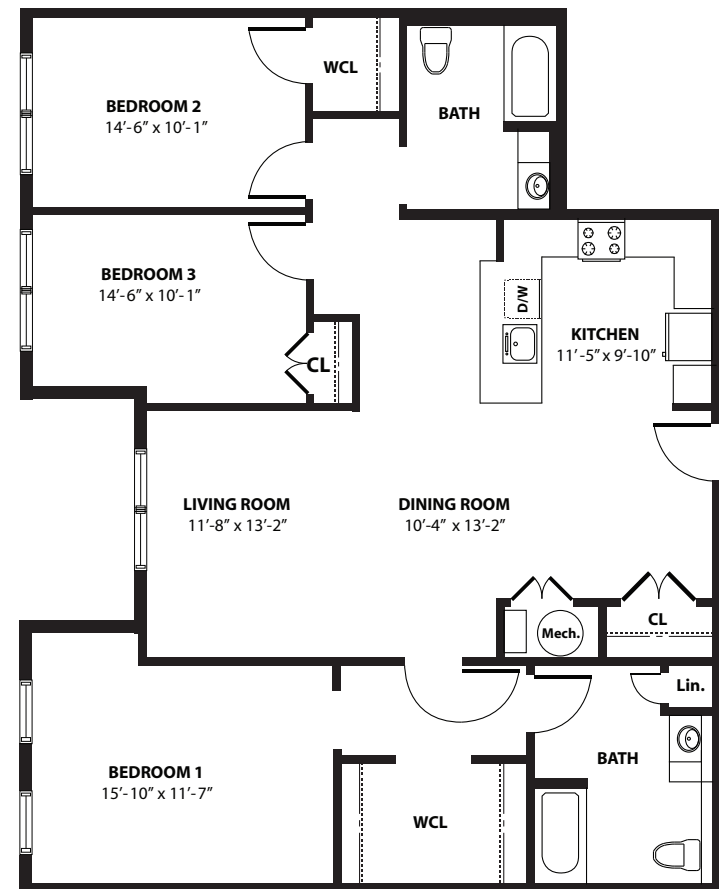 WCL
BEDROOM 2
14'-6" x 10'-1"
BATH
BEDROOM 3
14'-6" x 10'-1"
D/W
KITCHEN
11'-5" x 9'-10"
CL
LIVING ROOM
11'-8" x 13'-2"
DINING ROOM
10'-4" x 13'-2"
CL
Mech.
Lin.
BATH
BEDROOM 1
15'-10" x 11'-7"
WCL